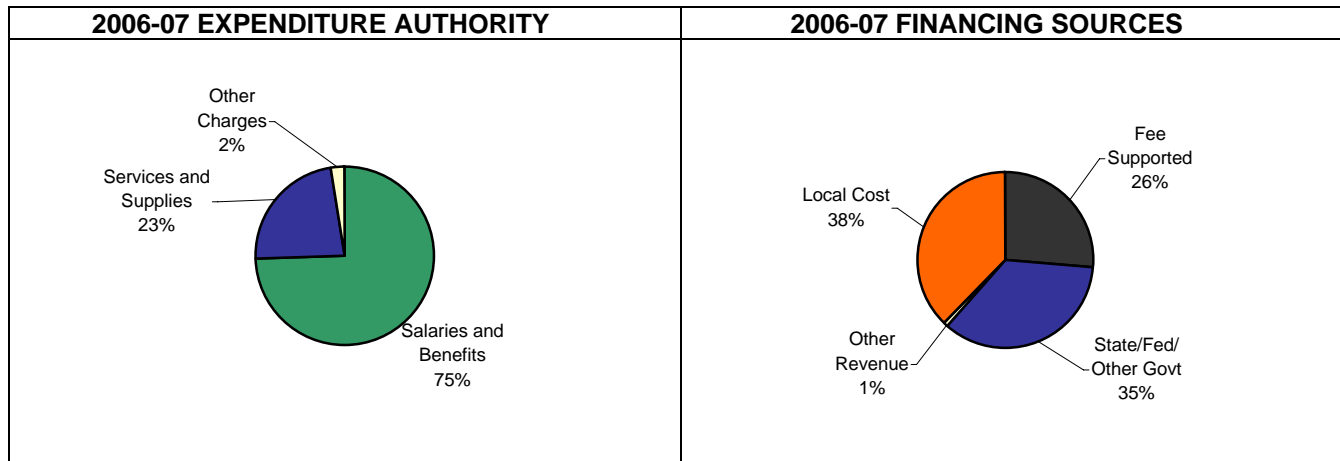 2006-07 EXPENDITURE AUTHORITY
Other
Charges
2%
Services and
Supplies
23%
Salaries and
Benefits
75%
2006-07 FINANCING SOURCES
Fee
Supported
26%
Local Cost
38%
Other
Revenue
1%
State/Fed/
Other Govt
35%